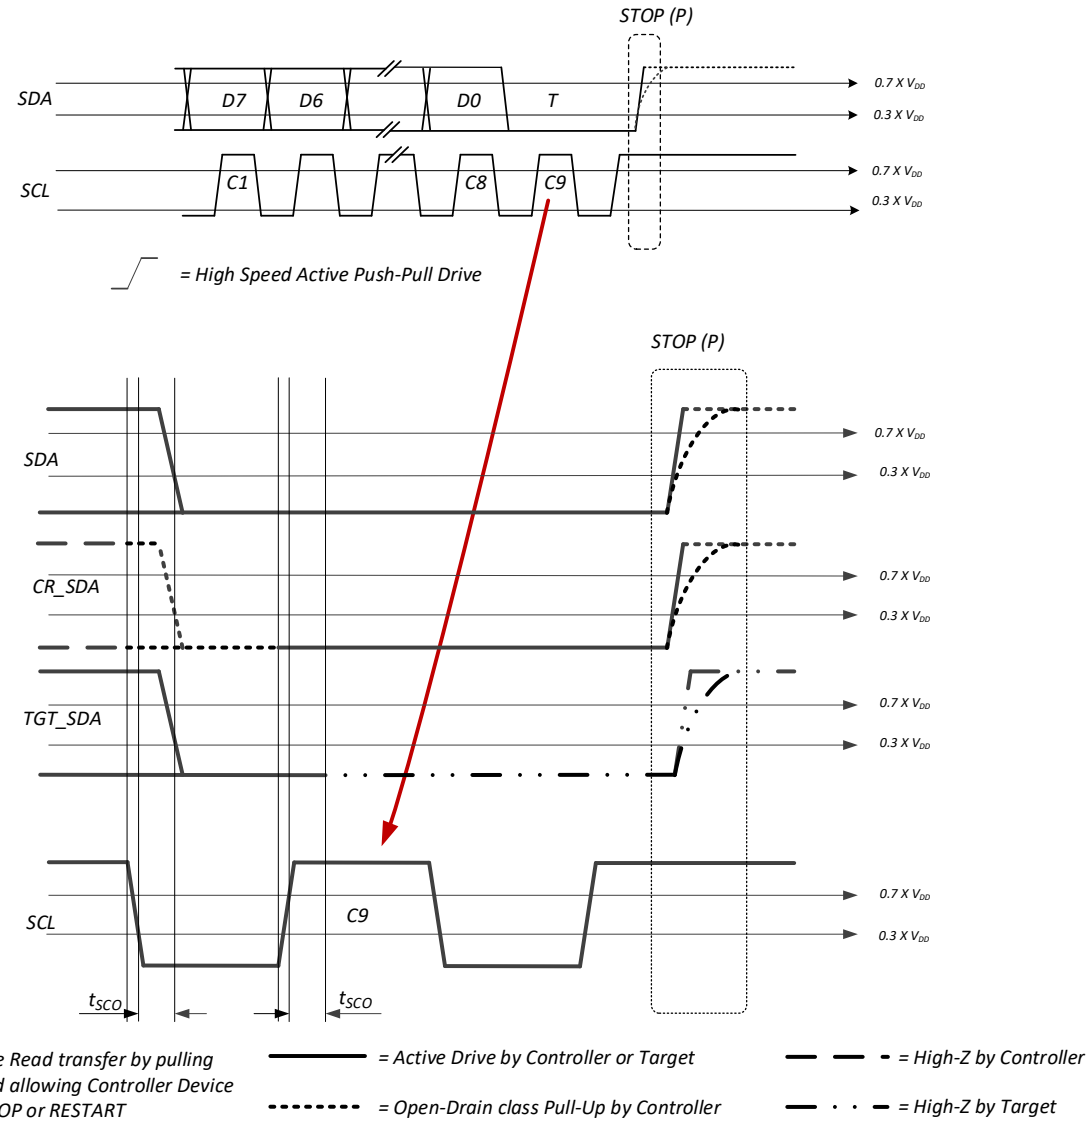 STOP (P)
SDA
D7
D6
D0
T
0.7 X VDD
0.3 X VDD
SCL
C1
C8
C9
0.7 X VDD
0.3 X VDD
= High Speed Active Push-Pull Drive
STOP (P)
SDA
0.7 X VDD
0.3 X VDD
CR_SDA
0.7 X VDD
0.3 X VDD
TGT_SDA
0.7 X VDD
0.3 X VDD
SCL
C9
0.7 X VDD
0.3 X VDD
tSCO
tSCO
Read transfer by pulling
allowing Controller Device
or RESTART
= Active Drive by Controller or Target
= Open-Drain class Pull-Up by Controller
= High-Z by Controller
= High-Z by Target